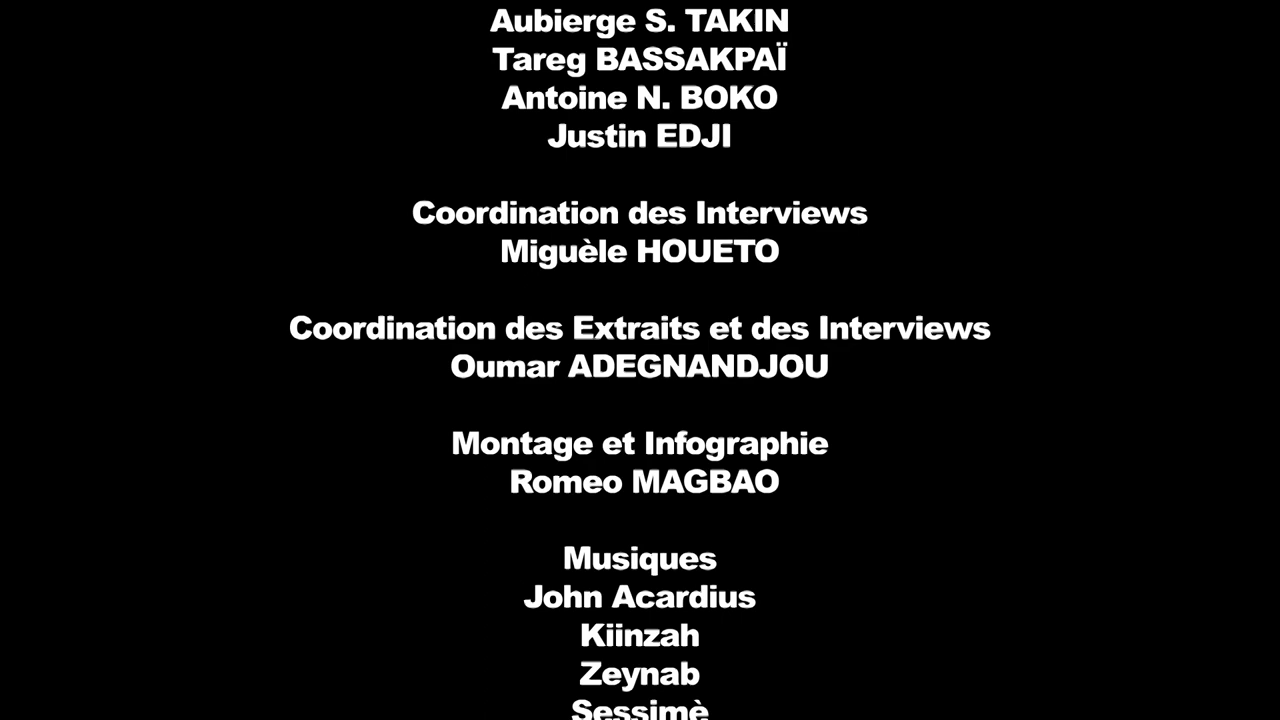 Aubierge S. TAKIN
Tareg BASSAKPAÏ
Antoine N. BOKO
Justin EDJI
Coordination des Interviews
Miguèle HOUETO
Coordination des Extraits et des Interviews
Oumar ADEGNANDJOU
Montage et Infographie
Romeo MAGBAO
Musiques
John Acardius
Kiinzah
Zeynab
Sessimè